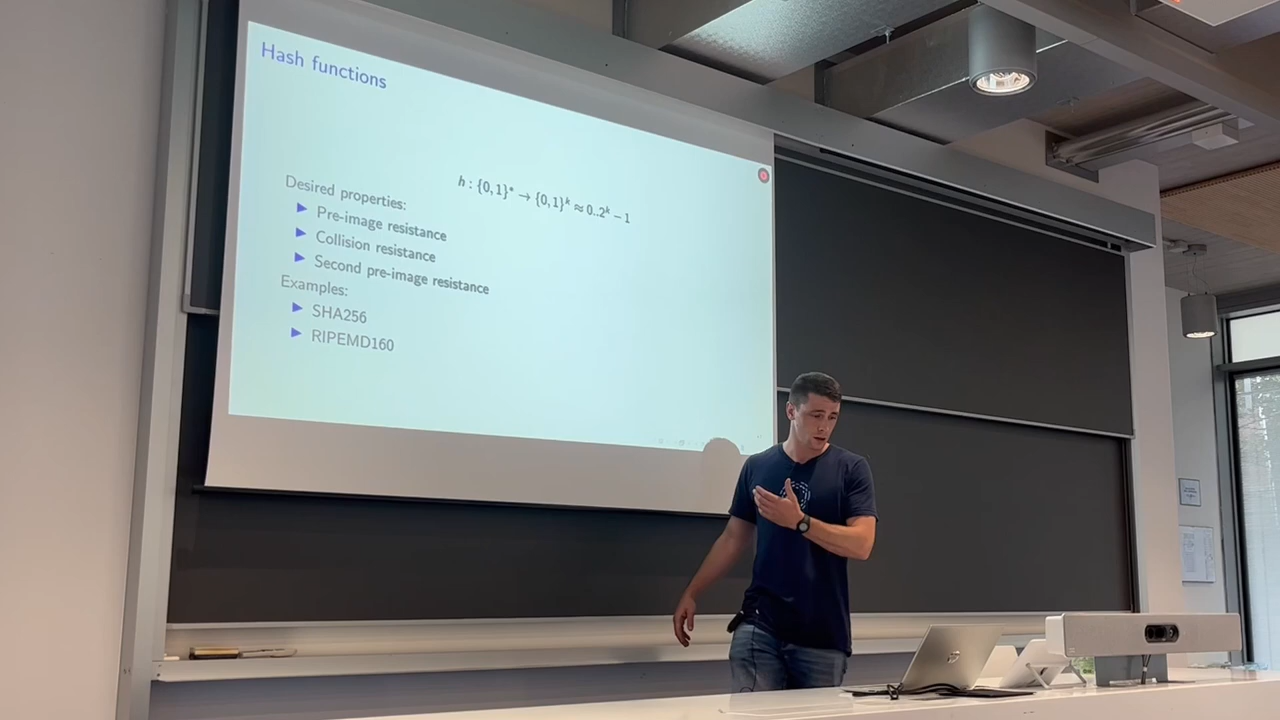 Hash functions
h : {0, 1}* → {0, 1}ᵏ ≈ 0..2ᵏ − 1
Desired properties:
▶ Pre-image resistance
▶ Collision resistance
▶ Second pre-image resistance
Examples:
▶ SHA256
▶ RIPEMD160